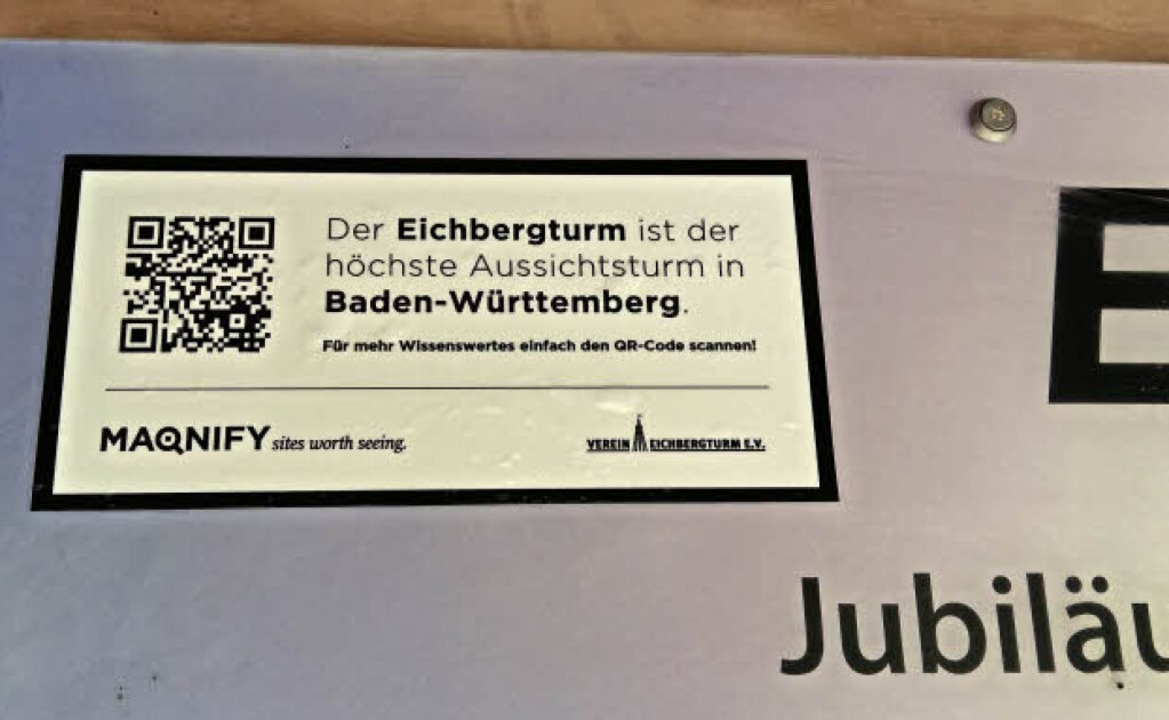 Der Eichbergturm ist der
höchste Aussichtsturm in
Baden-Württemberg.
Für mehr Wissenswertes einfach den QR-Code scannen!
MAQNIFY sites worth seeing.
VEREIN EICHBERGTURM E.V.
E
Jubiläu